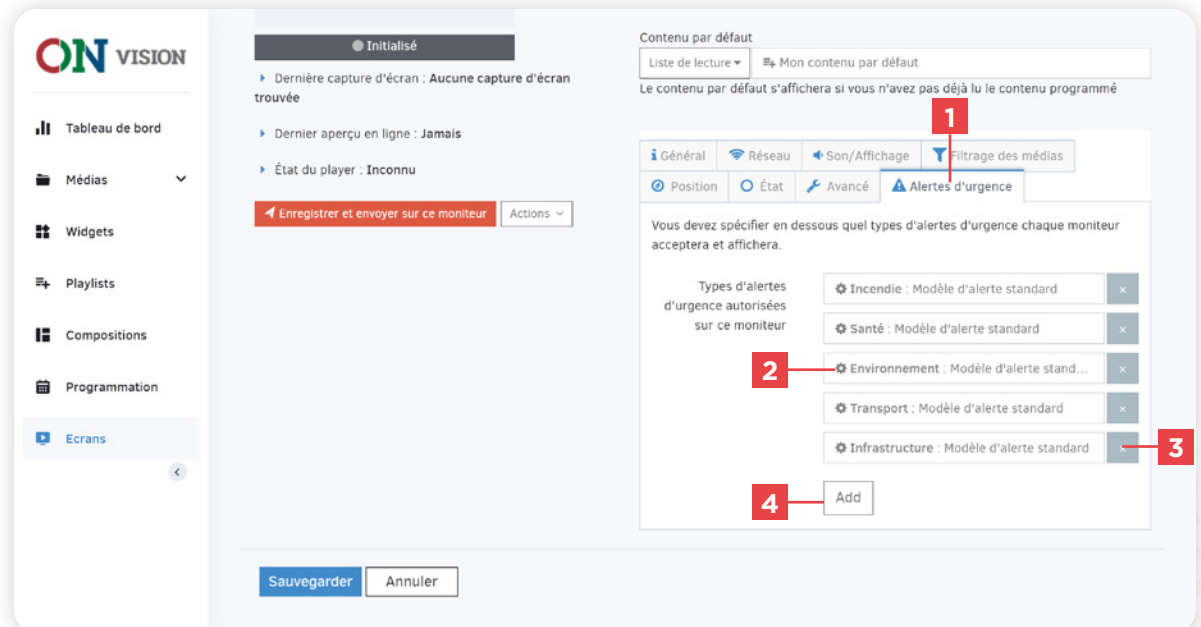 ON VISION
Tableau de bord
Médias
Widgets
Playlists
Compositions
Programmation
Ecrans
Initialisé
Dernière capture d'écran : Aucune capture d'écran
trouvée
Dernier aperçu en ligne : Jamais
État du player : Inconnu
Enregistrer et envoyer sur ce moniteur
Actions
Contenu par défaut
Liste de lecture
Mon contenu par défaut
Le contenu par défaut s'affichera si vous n'avez pas déjà lu le contenu programmé
1
Général
Réseau
Son/Affichage
Filtrage des médias
Position
État
Avancé
Alertes d'urgence
Vous devez spécifier en dessous quel types d'alertes d'urgence chaque moniteur
acceptera et affichera.
Types d'alertes
d'urgence autorisées
sur ce moniteur
Incendie : Modèle d'alerte standard ×
Santé : Modèle d'alerte standard ×
2
Environnement : Modèle d'alerte stand... ×
Transport : Modèle d'alerte standard ×
Infrastructure : Modèle d'alerte standard ×
3
4
Add
Sauvegarder
Annuler